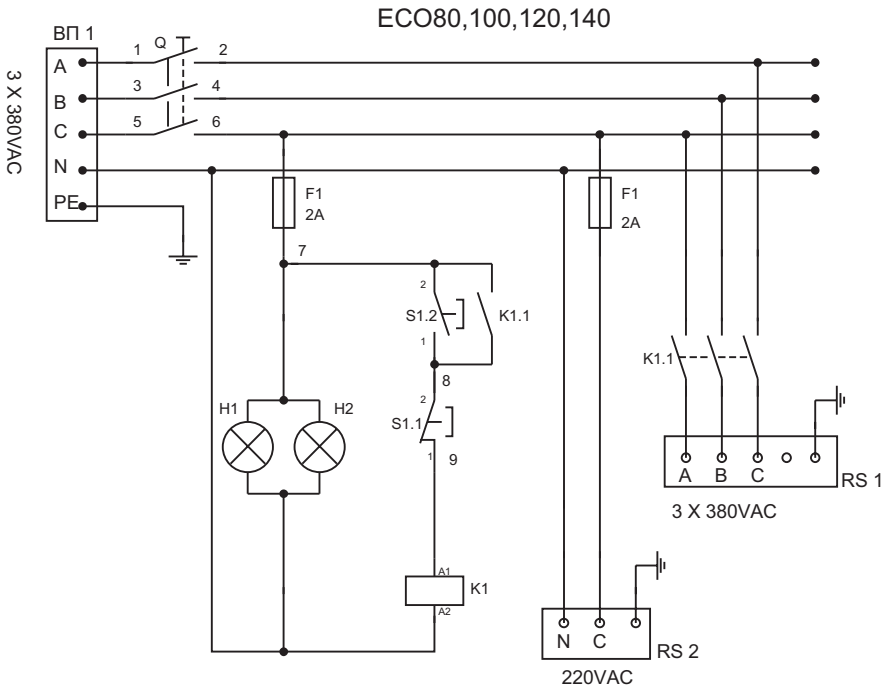 ECO80,100,120,140
ВП 1
3 X 380VAC
A
1
Q
2
B
3
4
C
5
6
N
PE
F1
2A
F1
2A
7
2
S1.2
K1.1
1
8
K1.1
H1
H2
2
S1.1
1
9
A
B
C
RS 1
3 X 380VAC
A1
K1
A2
N
C
RS 2
220VAC